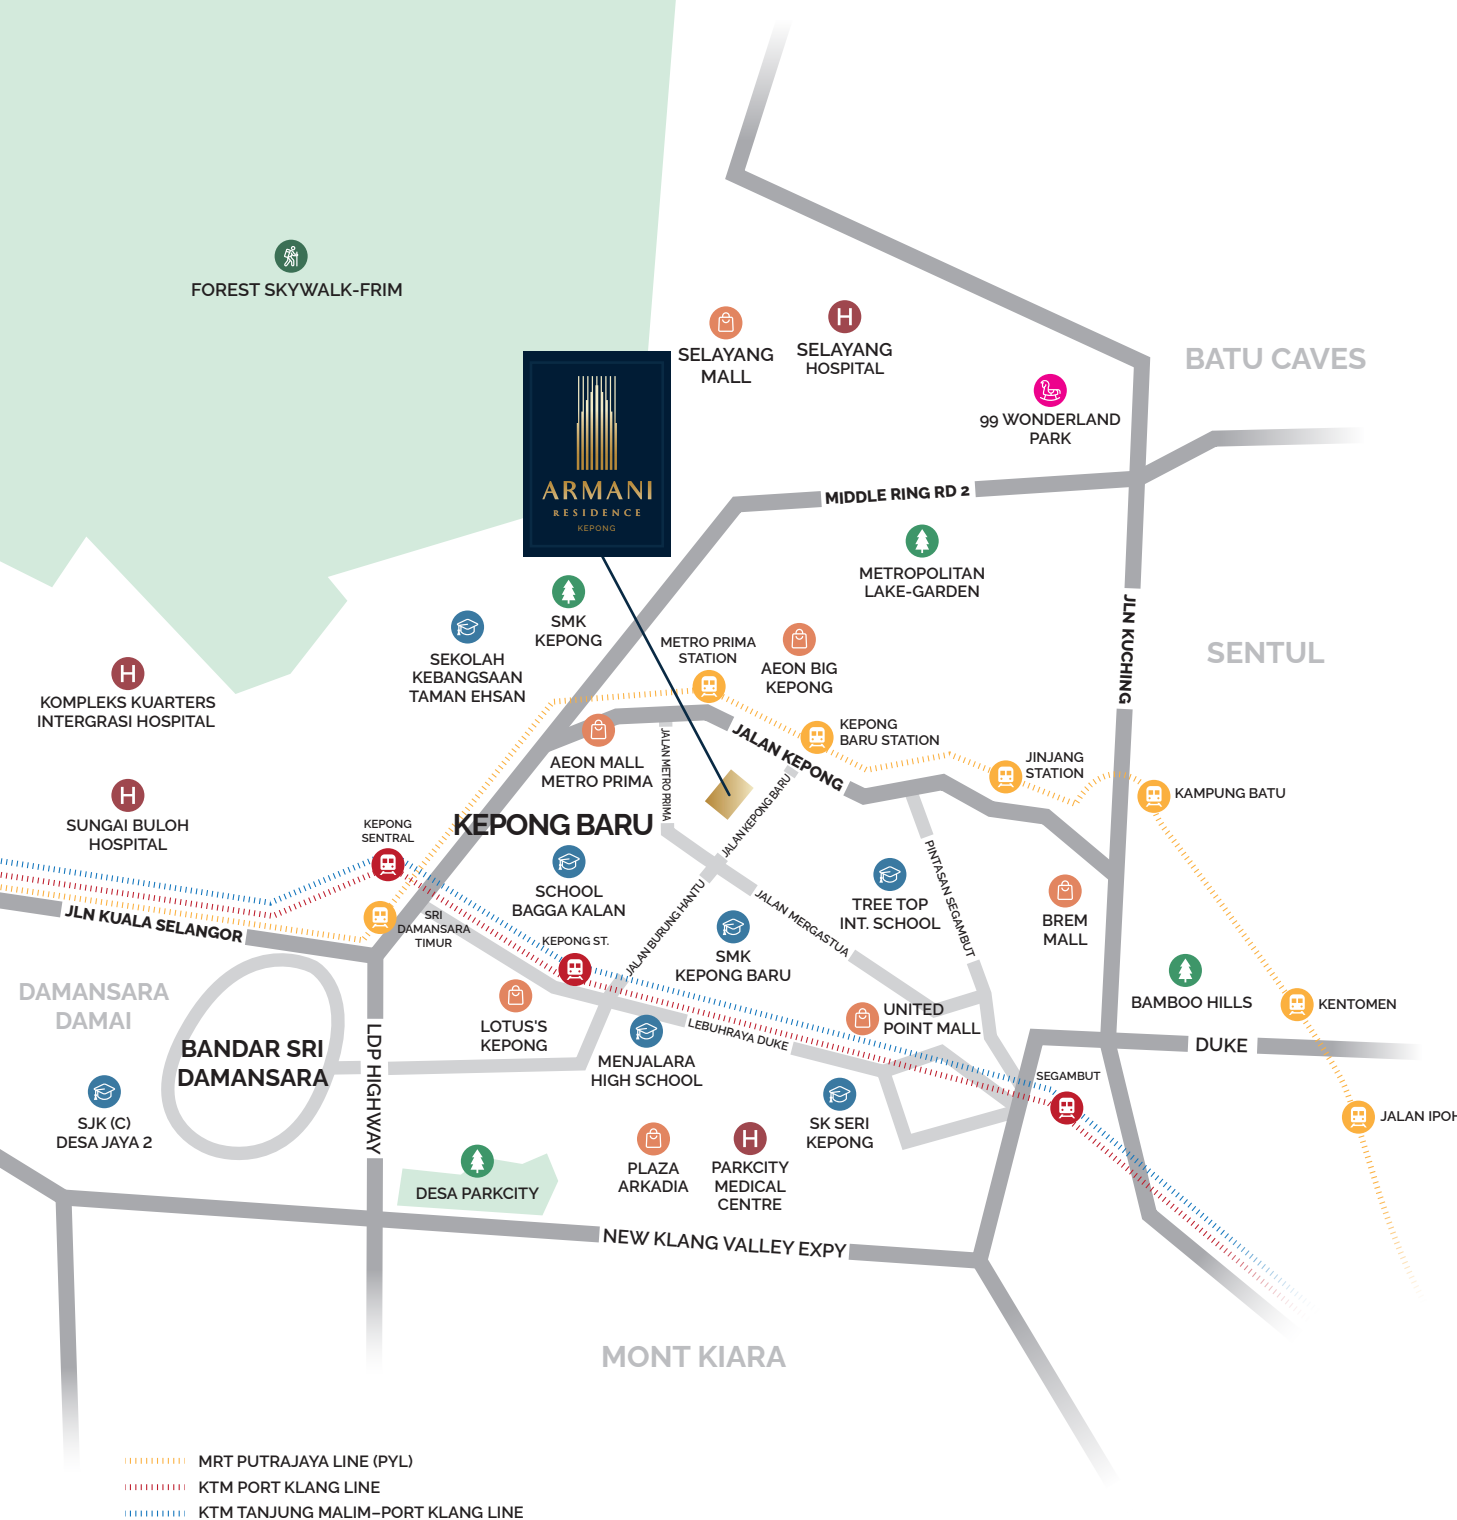 FOREST SKYWALK-FRIM
SELAYANG
MALL
H
SELAYANG
HOSPITAL
BATU CAVES
99 WONDERLAND
PARK
ARMANI
RESIDENCE
KEPONG
MIDDLE RING RD 2
METROPOLITAN
LAKE-GARDEN
SMK
KEPONG
SEKOLAH
KEBANGSAAN
TAMAN EHSAN
METRO PRIMA
STATION
AEON BIG
KEPONG
JLN KUCHING
SENTUL
H
KOMPLEKS KUARTERS
INTERGRASI HOSPITAL
KEPONG
BARU STATION
JALAN KEPONG
JALAN METRO PRIMA
AEON MALL
METRO PRIMA
JINJANG
STATION
KAMPUNG BATU
H
SUNGAI BULOH
HOSPITAL
KEPONG
SENTRAL
KEPONG BARU
JALAN KEPONG BARU
SCHOOL
BAGGA KALAN
PINTASAN SEGAMBUT
TREE TOP
INT. SCHOOL
BREM
MALL
JLN KUALA SELANGOR
SRI
DAMANSARA
TIMUR
KEPONG ST.
JALAN BURUNG HANTU
JALAN MERGASTUA
SMK
KEPONG BARU
DAMANSARA
DAMAI
BAMBOO HILLS
KENTOMEN
LOTUS'S
KEPONG
UNITED
POINT MALL
LEBUHRAYA DUKE
BANDAR SRI
DAMANSARA
LDP HIGHWAY
DUKE
MENJALARA
HIGH SCHOOL
SEGAMBUT
SJK (C)
DESA JAYA 2
SK SERI
KEPONG
JALAN IPOH
DESA PARKCITY
PLAZA
ARKADIA
H
PARKCITY
MEDICAL
CENTRE
NEW KLANG VALLEY EXPY
MONT KIARA
MRT PUTRAJAYA LINE (PYL)
KTM PORT KLANG LINE
KTM TANJUNG MALIM–PORT KLANG LINE